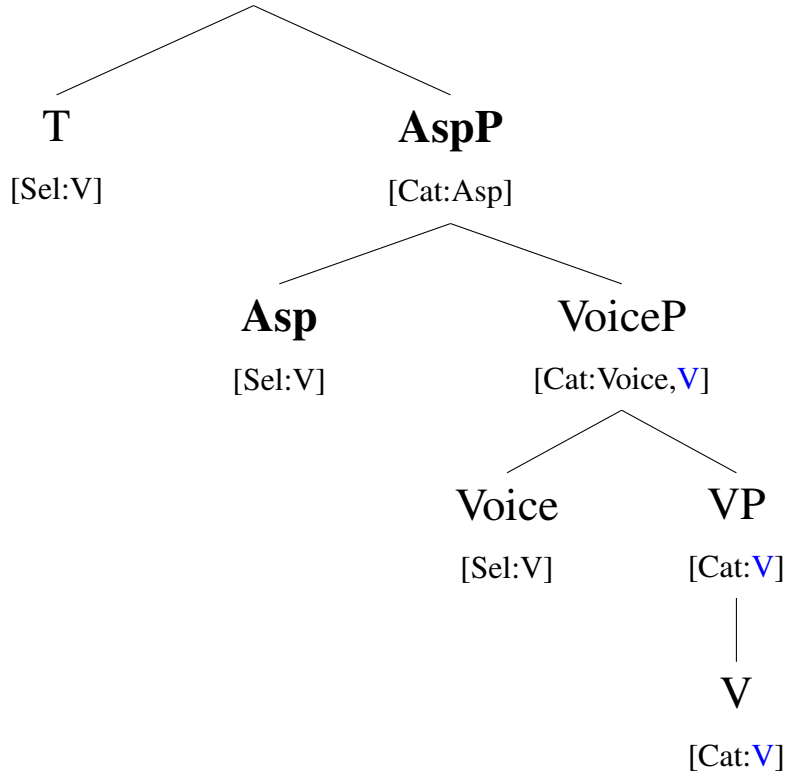 T AspP
[Sel:V] [Cat:Asp]
Asp VoiceP
[Sel:V] [Cat:Voice,V]
Voice VP
[Sel:V] [Cat:V]
V
[Cat:V]